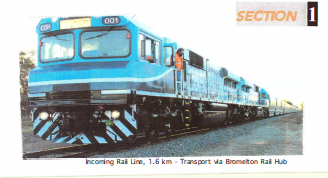 SECTION 1
001
Incoming Rail Line, 1.6 km - Transport via Bromelton Rail Hub